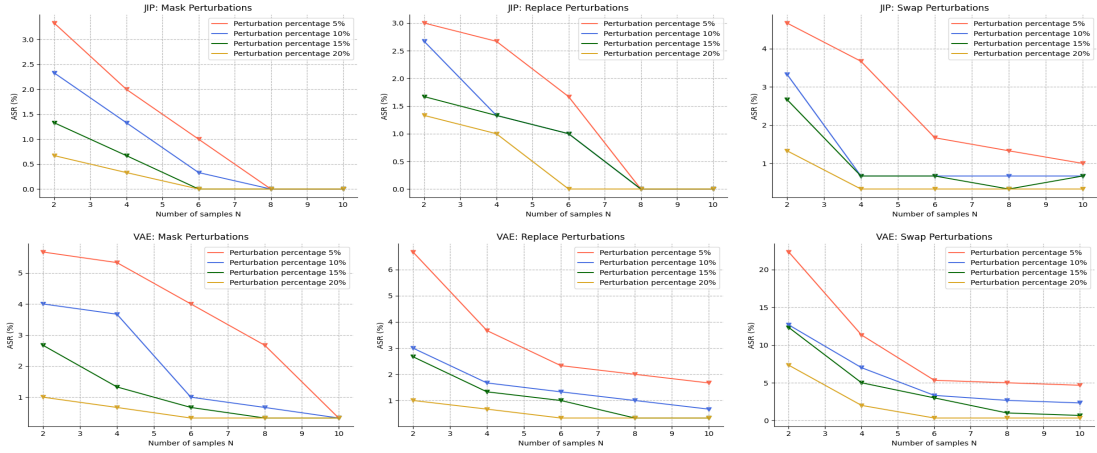 JIP: Mask Perturbations
ASR (%)
3.0
2.5
2.0
1.5
1.0
0.5
0.0
Perturbation percentage 5%
Perturbation percentage 10%
Perturbation percentage 15%
Perturbation percentage 20%
2 3 4 5 6 7 8 9 10
Number of samples N
JIP: Replace Perturbations
ASR (%)
3.0
2.5
2.0
1.5
1.0
0.5
0.0
Perturbation percentage 5%
Perturbation percentage 10%
Perturbation percentage 15%
Perturbation percentage 20%
2 3 4 5 6 7 8 9 10
Number of samples N
JIP: Swap Perturbations
ASR (%)
4
3
2
1
Perturbation percentage 5%
Perturbation percentage 10%
Perturbation percentage 15%
Perturbation percentage 20%
2 3 4 5 6 7 8 9 10
Number of samples N
VAE: Mask Perturbations
ASR (%)
5
4
3
2
1
Perturbation percentage 5%
Perturbation percentage 10%
Perturbation percentage 15%
Perturbation percentage 20%
2 3 4 5 6 7 8 9 10
Number of samples N
VAE: Replace Perturbations
ASR (%)
6
5
4
3
2
1
Perturbation percentage 5%
Perturbation percentage 10%
Perturbation percentage 15%
Perturbation percentage 20%
2 3 4 5 6 7 8 9 10
Number of samples N
VAE: Swap Perturbations
ASR (%)
20
15
10
5
0
Perturbation percentage 5%
Perturbation percentage 10%
Perturbation percentage 15%
Perturbation percentage 20%
2 3 4 5 6 7 8 9 10
Number of samples N